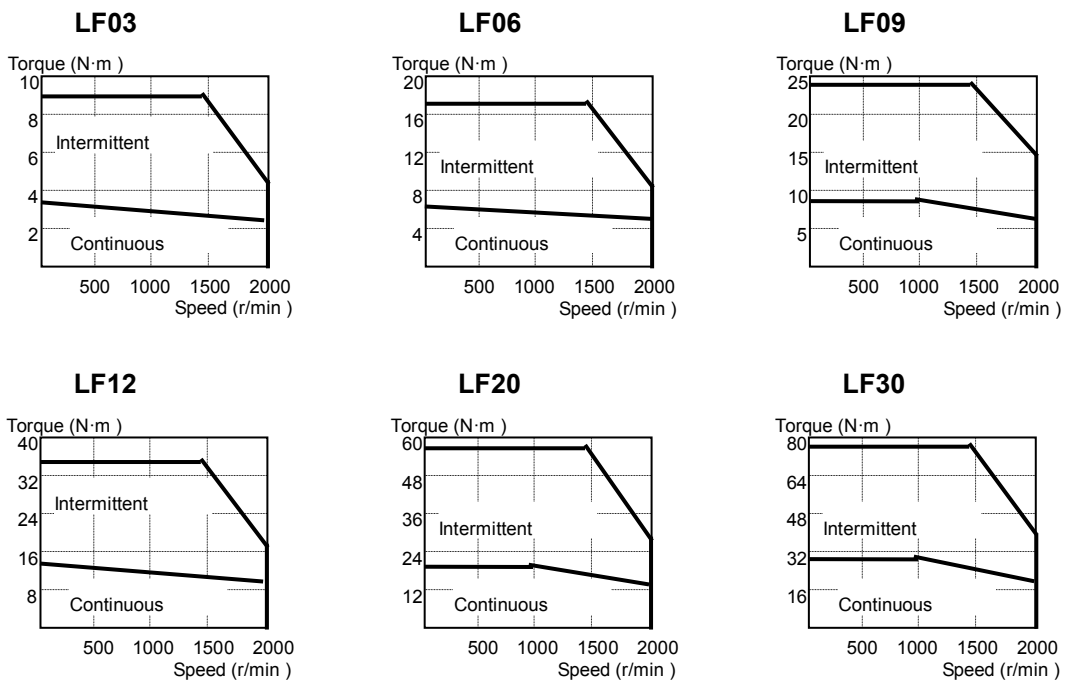 LF03
Torque (N·m )
10
8
6
4
2
Intermittent
Continuous
500 1000 1500 2000
Speed (r/min )
LF06
Torque (N·m )
20
16
12
8
4
Intermittent
Continuous
500 1000 1500 2000
Speed (r/min )
LF09
Torque (N·m )
25
20
15
10
5
Intermittent
Continuous
500 1000 1500 2000
Speed (r/min )
LF12
Torque (N·m )
40
32
24
16
8
Intermittent
Continuous
500 1000 1500 2000
Speed (r/min )
LF20
Torque (N·m )
60
48
36
24
12
Intermittent
Continuous
500 1000 1500 2000
Speed (r/min )
LF30
Torque (N·m )
80
64
48
32
16
Intermittent
Continuous
500 1000 1500 2000
Speed (r/min )